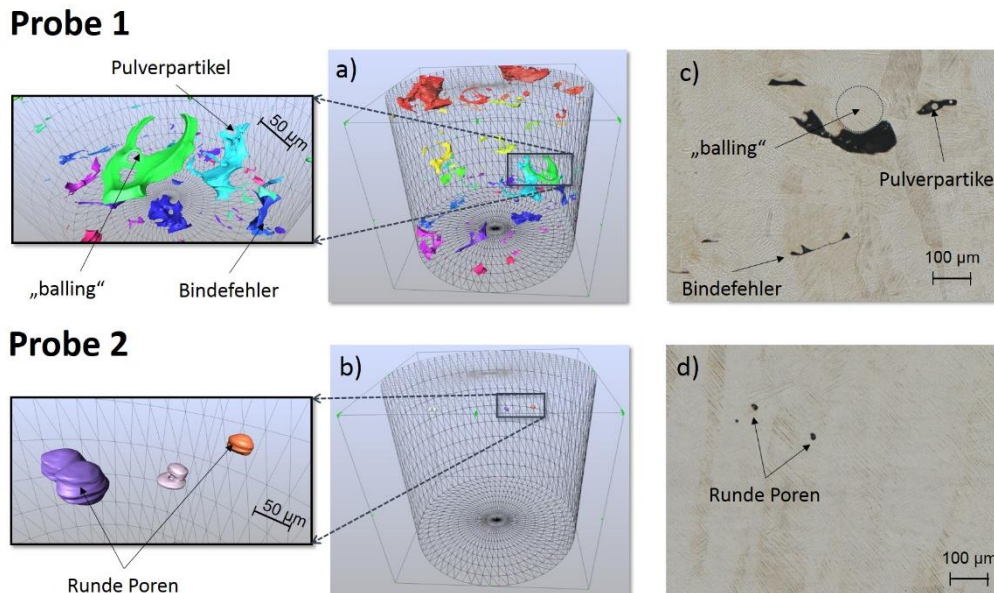 Probe 1
Pulverpartikel
50 µm
„balling“
Bindefehler
a)
c)
„balling“
Pulverpartikel
Bindefehler
100 µm
Probe 2
50 µm
Runde Poren
b)
d)
Runde Poren
100 µm